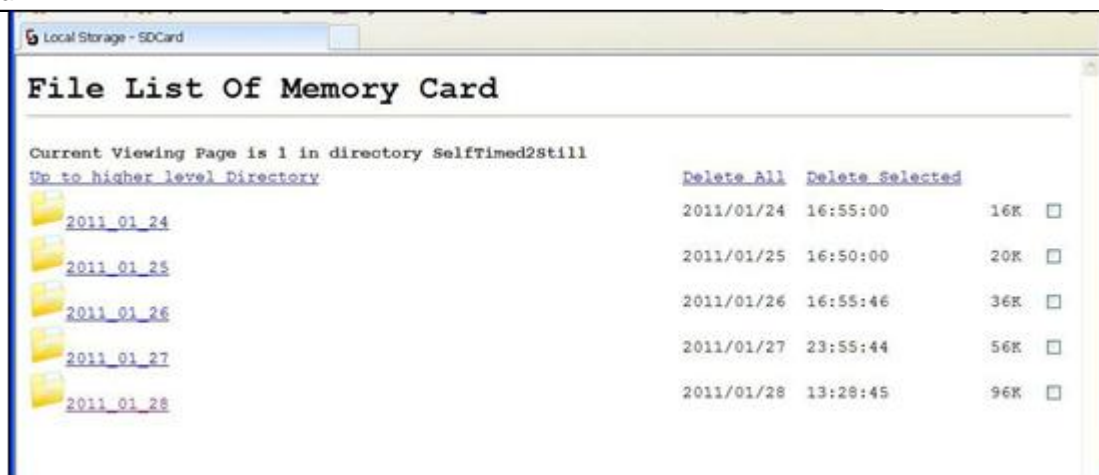 Local Storage - SDCard
File List Of Memory Card
Current Viewing Page is 1 in directory SelfTimed2Still
Up to higher level Directory Delete All Delete Selected
2011_01_24 2011/01/24 16:55:00 16K
2011_01_25 2011/01/25 16:50:00 20K
2011_01_26 2011/01/26 16:55:46 36K
2011_01_27 2011/01/27 23:55:44 56K
2011_01_28 2011/01/28 13:28:45 96K